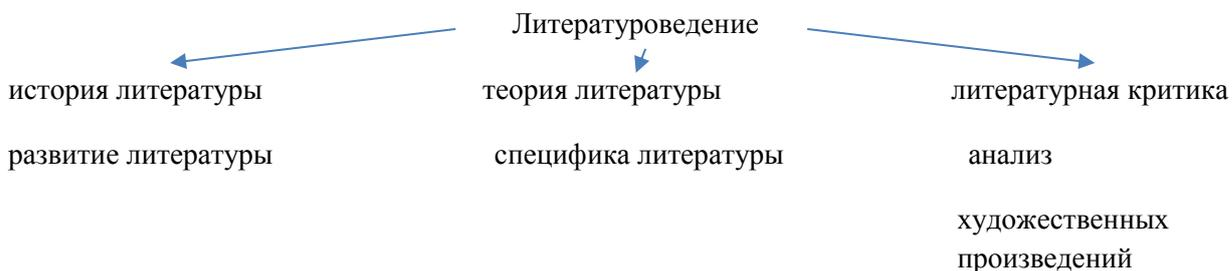 Литературоведение
история литературы теория литературы литературная критика
развитие литературы специфика литературы анализ
художественных
произведений